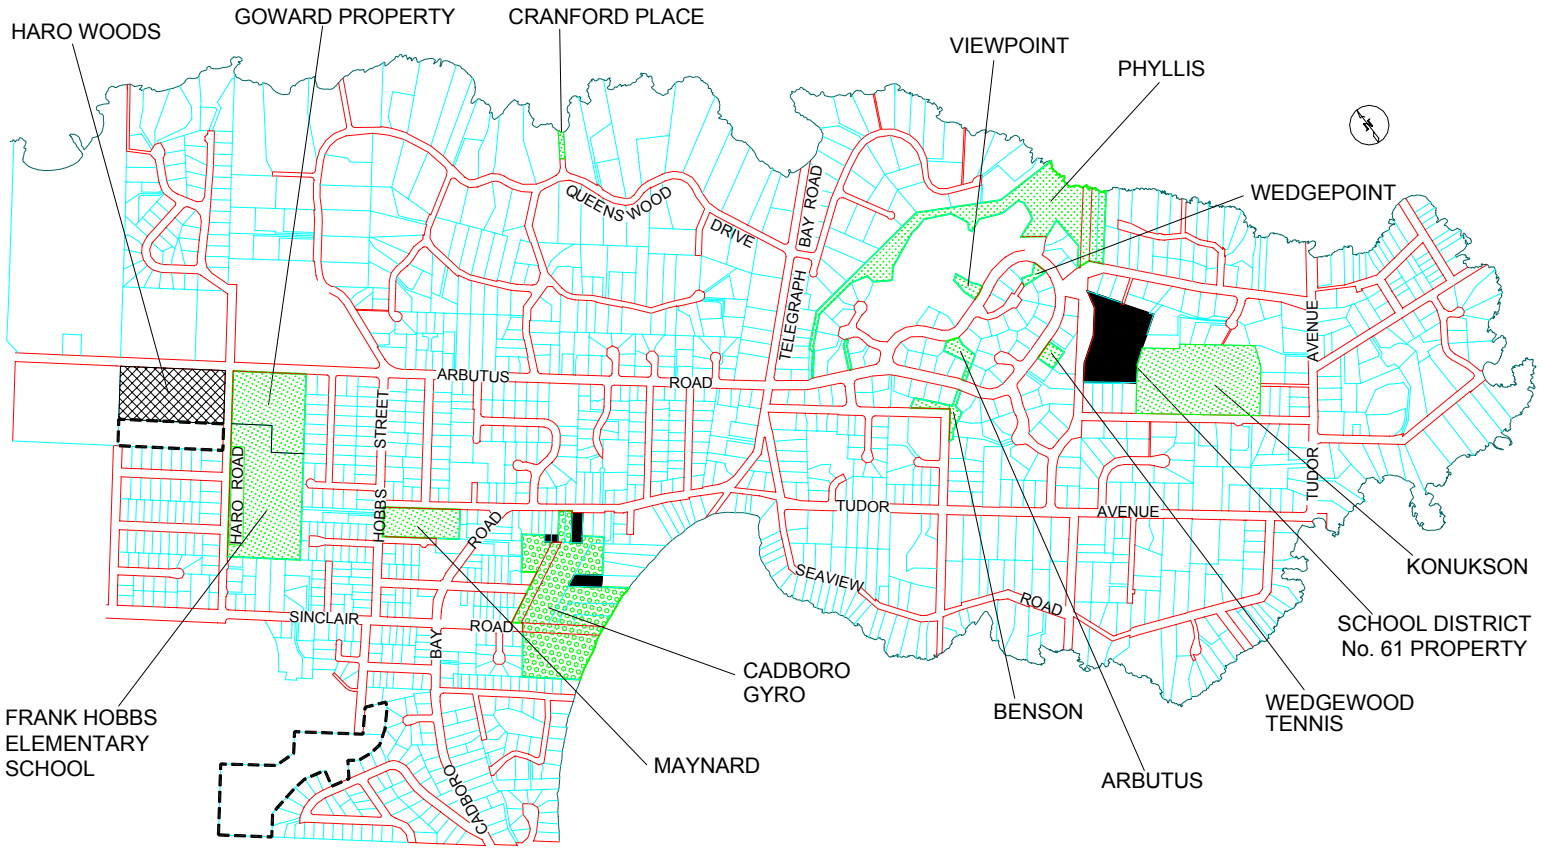 HARO WOODS
GOWARD PROPERTY
CRANFORD PLACE
VIEWPOINT
PHYLLIS
WEDGEPOINT
QUEENSWOOD
DRIVE
BAY ROAD
TELEGRAPH
ARBUTUS
ROAD
AVENUE
STREET
HOBBS
HARO ROAD
ROAD
TUDOR
AVENUE
TUDOR
SEAVIEW
ROAD
SINCLAIR
ROAD
BAY
CADBORO
KONUKSON
SCHOOL DISTRICT
No. 61 PROPERTY
CADBORO
GYRO
WEDGEWOOD
TENNIS
BENSON
FRANK HOBBS
ELEMENTARY
SCHOOL
MAYNARD
ARBUTUS